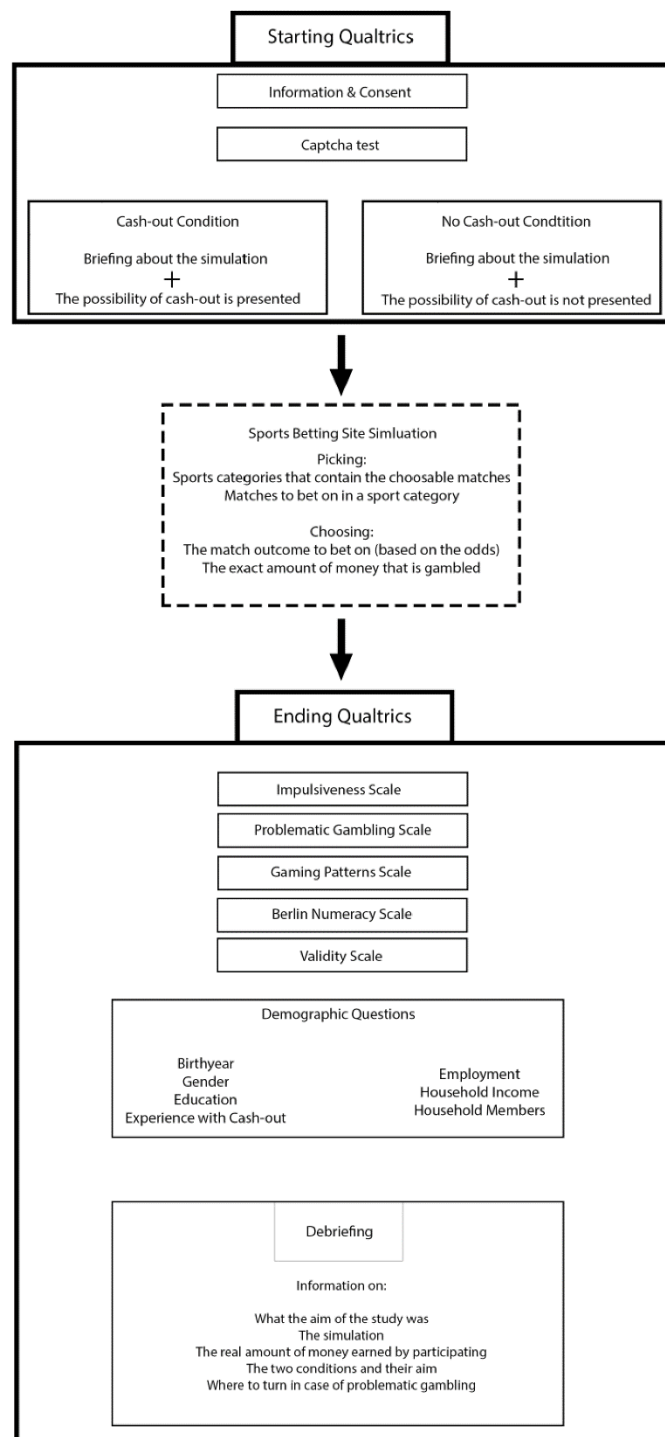 Starting Qualtrics
Information & Consent
Captcha test
Cash-out Condition
Briefing about the simulation
+
The possibility of cash-out is presented
No Cash-out Condtition
Briefing about the simulation
+
The possibility of cash-out is not presented
Sports Betting Site Simluation
Picking:
Sports categories that contain the choosable matches
Matches to bet on in a sport category
Choosing:
The match outcome to bet on (based on the odds)
The exact amount of money that is gambled
Ending Qualtrics
Impulsiveness Scale
Problematic Gambling Scale
Gaming Patterns Scale
Berlin Numeracy Scale
Validity Scale
Demographic Questions
Birthyear
Gender
Education
Experience with Cash-out
Employment
Household Income
Household Members
Debriefing
Information on:
What the aim of the study was
The simulation
The real amount of money earned by participating
The two conditions and their aim
Where to turn in case of problematic gambling